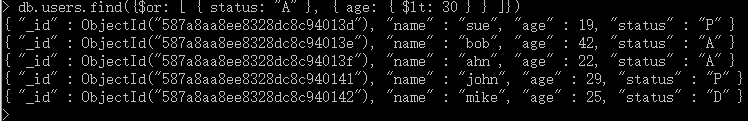 > db.users.find({$or: [ { status: "A" }, { age: { $lt: 30 } } ]})
{ "_id" : ObjectId("587a8aa8ee8328dc8c94013d"), "name" : "sue", "age" : 19, "status" : "P" }
{ "_id" : ObjectId("587a8aa8ee8328dc8c94013e"), "name" : "bob", "age" : 42, "status" : "A" }
{ "_id" : ObjectId("587a8aa8ee8328dc8c94013f"), "name" : "ahn", "age" : 22, "status" : "A" }
{ "_id" : ObjectId("587a8aa8ee8328dc8c940141"), "name" : "john", "age" : 29, "status" : "P" }
{ "_id" : ObjectId("587a8aa8ee8328dc8c940142"), "name" : "mike", "age" : 25, "status" : "D" }
>